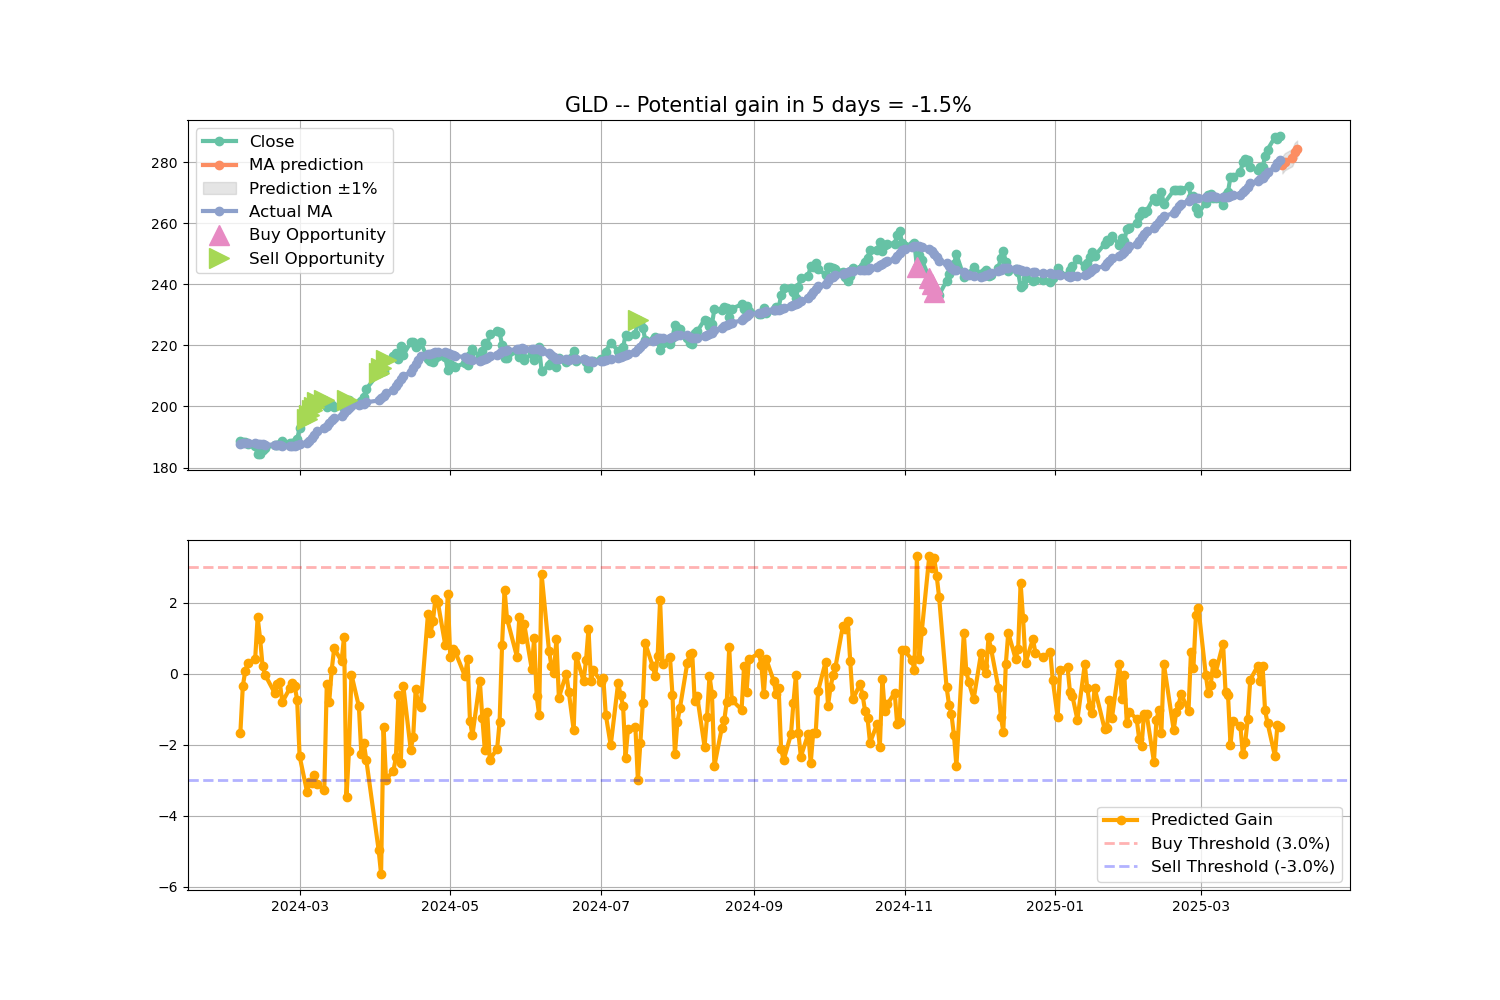 GLD -- Potential gain in 5 days = -1.5%
Close
MA prediction
Prediction ±1%
Actual MA
Buy Opportunity
Sell Opportunity
280
260
240
220
200
180
2
0
−2
−4
−6
Predicted Gain
Buy Threshold (3.0%)
Sell Threshold (-3.0%)
2024-03 2024-05 2024-07 2024-09 2024-11 2025-01 2025-03